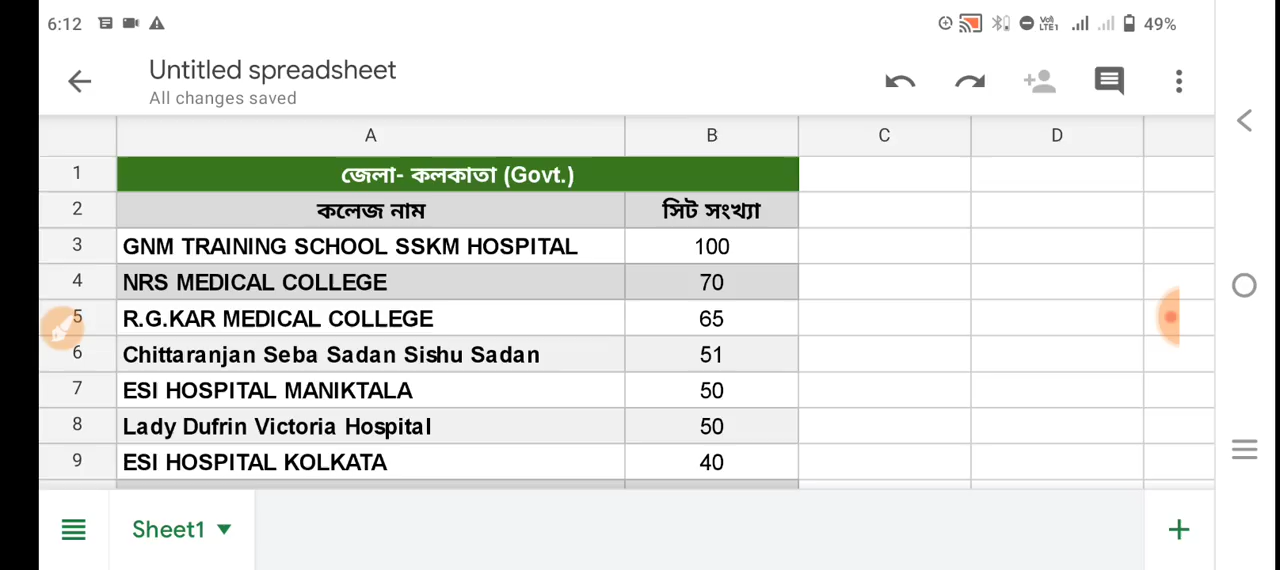 6:12 VoI LTE1 49%
Untitled spreadsheet
All changes saved
A B C D
1 জেলা- কলকাতা (Govt.)
2 কলেজ নাম সিট সংখ্যা
3 GNM TRAINING SCHOOL SSKM HOSPITAL 100
4 NRS MEDICAL COLLEGE 70
5 R.G.KAR MEDICAL COLLEGE 65
6 Chittaranjan Seba Sadan Sishu Sadan 51
7 ESI HOSPITAL MANIKTALA 50
8 Lady Dufrin Victoria Hospital 50
9 ESI HOSPITAL KOLKATA 40
Sheet1